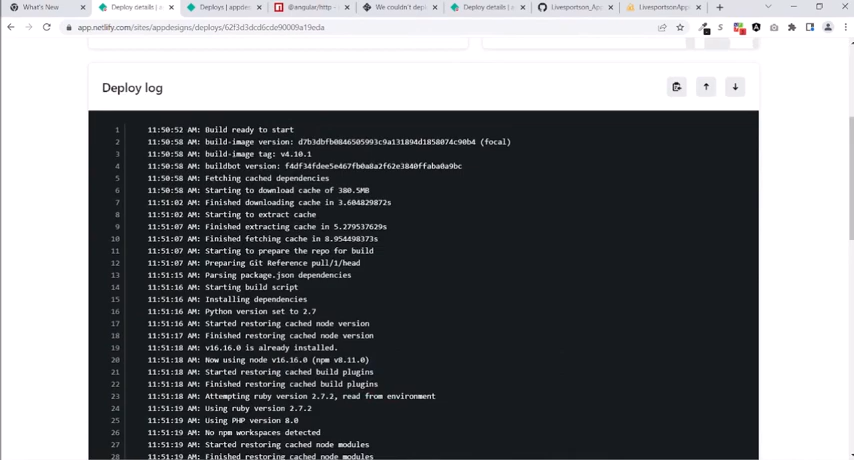 What's New
Deploy details | a
Deploys | appdes
@angular/http - 
We couldn't depl
Deploy details | a
Livesportson_Ap
LivesportsonApp
app.netlify.com/sites/appdesigns/deploys/62f3d3dcd6cde90009a19eda
Deploy log
1 11:50:52 AM: Build ready to start
2 11:50:58 AM: build-image version: d7b3dbfb0846505993c9a131894d1858074c90b4 (focal)
3 11:50:58 AM: build-image tag: v4.10.1
4 11:50:58 AM: buildbot version: f4df34fdee5e467fb0a8a2f62e3840ffaba0a9bc
5 11:50:58 AM: Fetching cached dependencies
6 11:50:58 AM: Starting to download cache of 380.5MB
7 11:51:02 AM: Finished downloading cache in 3.604829872s
8 11:51:02 AM: Starting to extract cache
9 11:51:07 AM: Finished extracting cache in 5.279537629s
10 11:51:07 AM: Finished fetching cache in 8.954498373s
11 11:51:07 AM: Starting to prepare the repo for build
12 11:51:07 AM: Preparing Git Reference pull/1/head
13 11:51:15 AM: Parsing package.json dependencies
14 11:51:16 AM: Starting build script
15 11:51:16 AM: Installing dependencies
16 11:51:16 AM: Python version set to 2.7
17 11:51:16 AM: Started restoring cached node version
18 11:51:17 AM: Finished restoring cached node version
19 11:51:18 AM: v16.16.0 is already installed.
20 11:51:18 AM: Now using node v16.16.0 (npm v8.11.0)
21 11:51:18 AM: Started restoring cached build plugins
22 11:51:18 AM: Finished restoring cached build plugins
23 11:51:18 AM: Attempting ruby version 2.7.2, read from environment
24 11:51:19 AM: Using ruby version 2.7.2
25 11:51:19 AM: Using PHP version 8.0
26 11:51:19 AM: No npm workspaces detected
27 11:51:19 AM: Started restoring cached node modules
28 11:51:19 AM: Finished restoring cached node modules